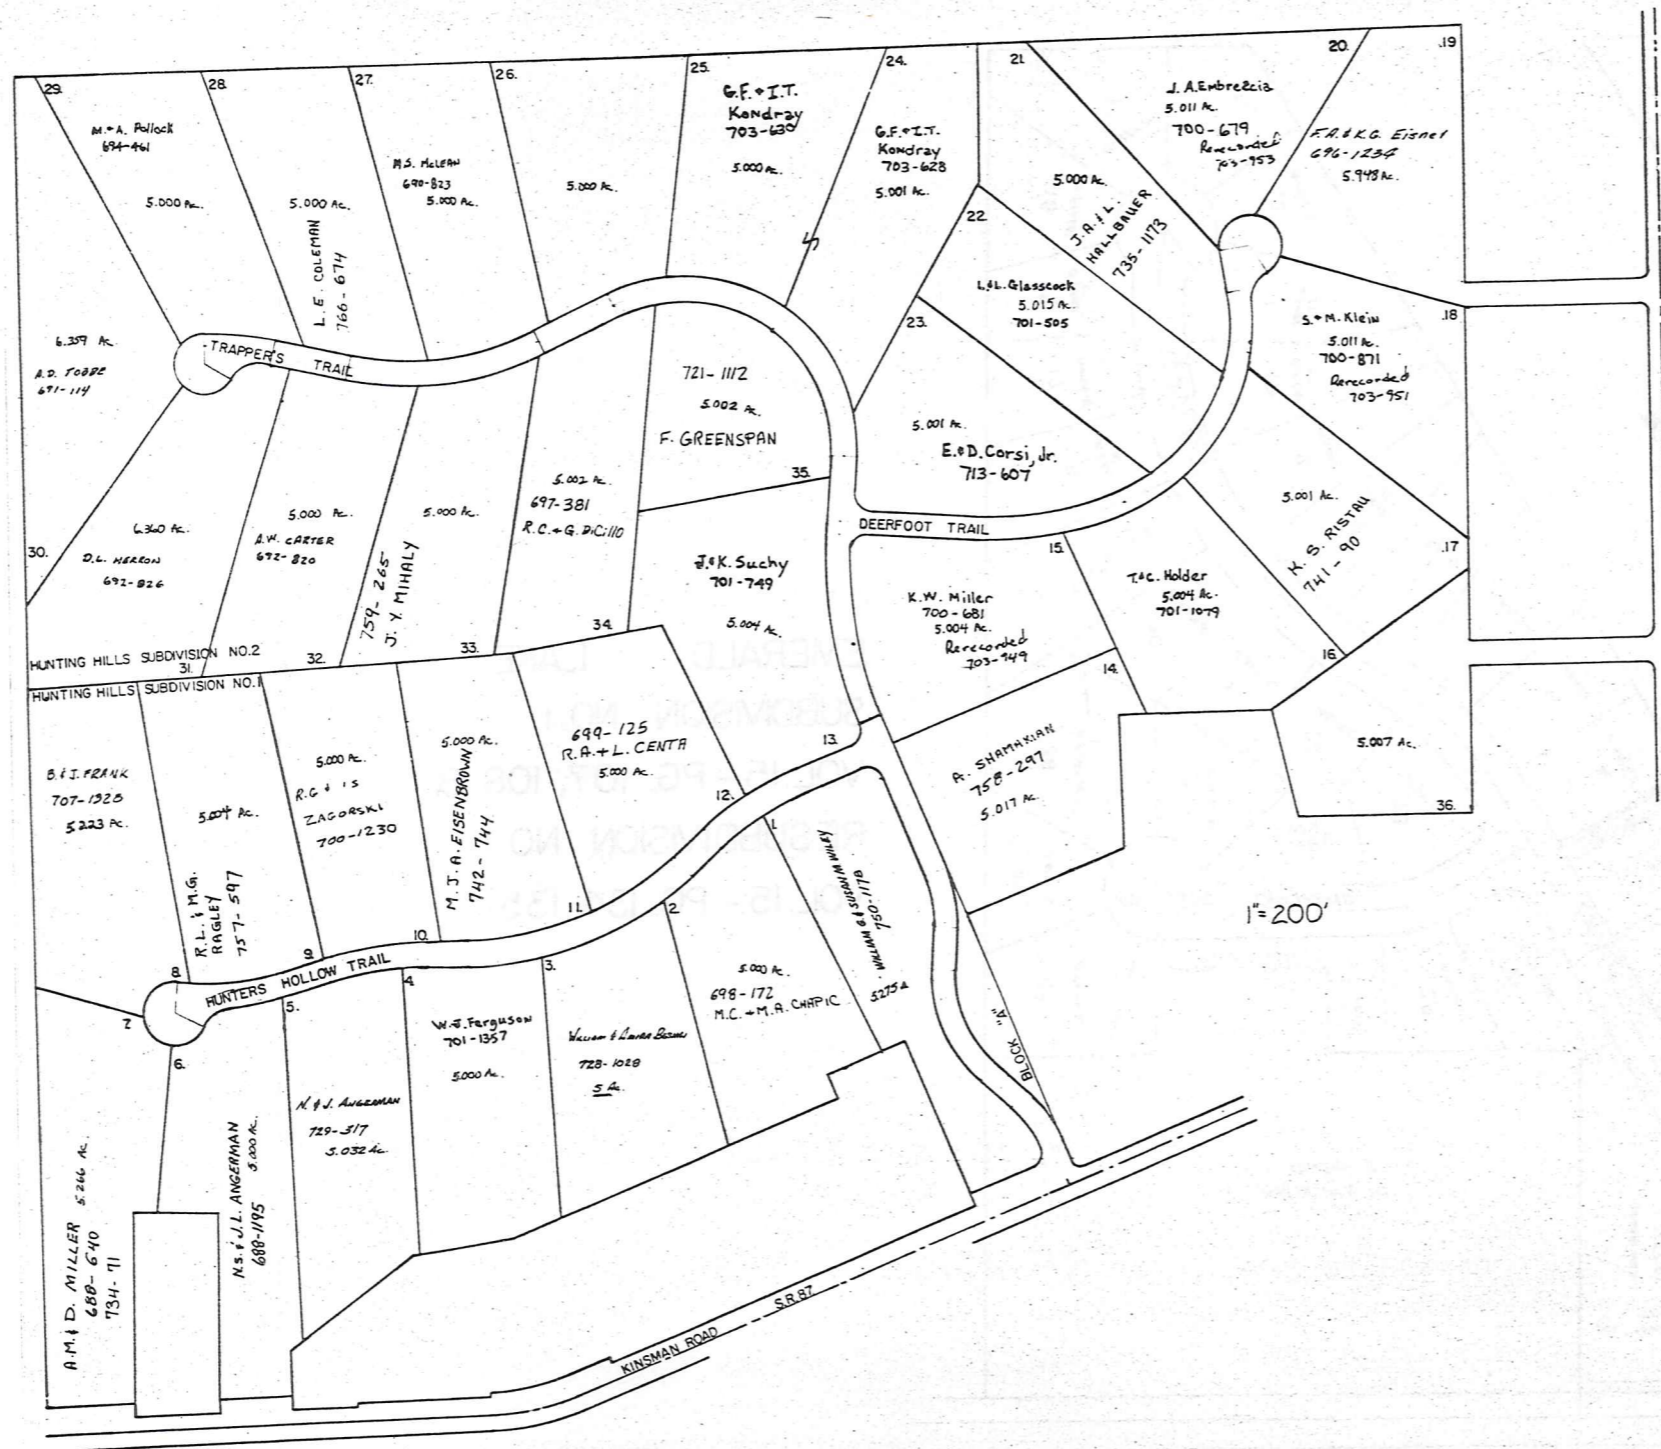 29.
28.
27.
26.
25.
24.
21.
20.
.19
M.+A. Pollock
694-461
5.000 Ac.
5.000 Ac.
L.E. COLEMAN
766-674
M.S. McLEAN
690-823
5.000 Ac.
5.000 Ac.
G.F.+I.T.
Kondray
703-630
5.000 Ac.
G.F.+I.T.
Kondray
703-628
5.001 Ac.
5.000 Ac.
J.A. & L.
HALLBAUER
735-1173
J.A. Embrezcia
5.011 Ac.
700-679
Rerecorded
703-953
F.A. & K.G. Eisner
696-1234
5.948 Ac.
22.
L.&L. Glasscock
5.015 Ac.
701-505
23.
S.+M. Klein
5.011 Ac.
700-871
Rerecorded
703-951
.18
6.359 Ac.
691-114
TRAPPER'S TRAIL
721-1112
5.002 Ac.
F. GREENSPAN
35.
5.001 Ac.
E.&D. Corsi, Jr.
713-607
30.
6.360 Ac.
D.L. HERRON
692-826
5.000 Ac.
A.W. CARTER
692-820
5.000 Ac.
759-265
J.Y. MIHALY
5.002 Ac.
697-381
R.C.+G. DiCillo
DEERFOOT TRAIL
5.001 Ac.
K.S. RISTAU
741-90
.17
J.&K. Suchy
701-749
5.004 Ac.
15.
K.W. Miller
700-681
5.004 Ac.
Rerecorded
703-949
T.&C. Holder
5.004 Ac.
701-1079
16.
14.
HUNTING HILLS SUBDIVISION NO.2
31.
32.
33.
34.
HUNTING HILLS SUBDIVISION NO.1
B. & J. FRANK
707-1328
5.223 Ac.
5.004 Ac.
R.L. & M.G.
RAGLEY
757-597
5.000 Ac.
R.G & I S
ZAGORSKI
700-1230
5.000 Ac.
M.J.A. EISENBROWN
742-744
699-125
R.A.+L. CENTA
5.000 Ac.
13.
12.
A. SHAMAKIAN
758-297
5.017 Ac.
5.007 Ac.
36.
1"=200'
1.
WILLIAM G & SUSAN M WILEY
750-1178
5.275 A
11.
2.
10.
9.
8.
HUNTERS HOLLOW TRAIL
3.
4.
5.
5.000 Ac.
698-172
M.C.+M.A. CHAPIC
7.
6.
W.J. Ferguson
701-1357
5.000 Ac.
728-1028
5 Ac.
BLOCK "A"
N. & J. ANGERMAN
729-317
5.032 Ac.
N.S. & J.L. ANGERMAN 5.000 Ac.
688-1195
A.M. & D. MILLER 5.266 Ac.
688-640
734-71
KINSMAN ROAD S.R. 87